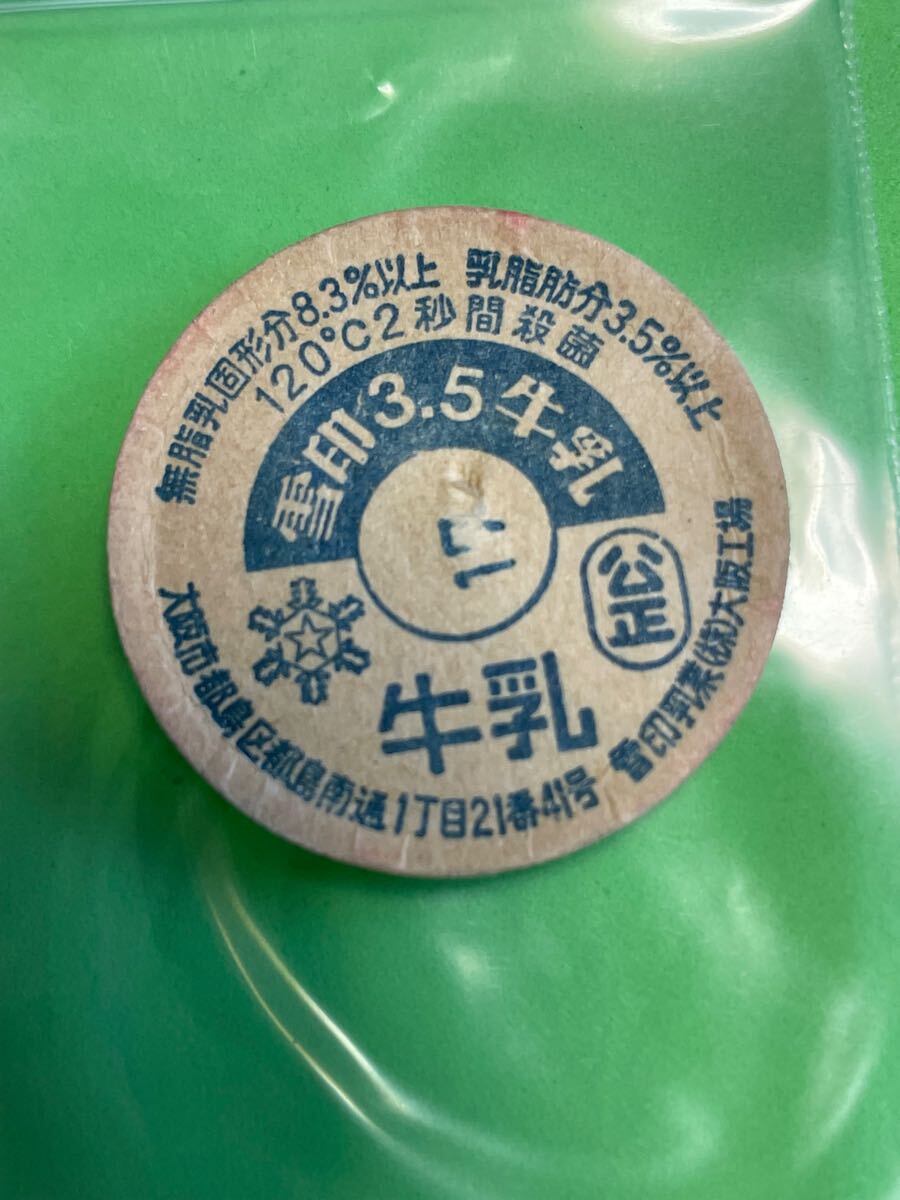 無脂乳固形分8.3%以上 乳脂肪分3.5%以上
120°C2秒間殺菌
雪印3.5牛乳
公正
牛乳
大阪市都島区都島南通1丁目21番41号 雪印乳業(株)大阪工場